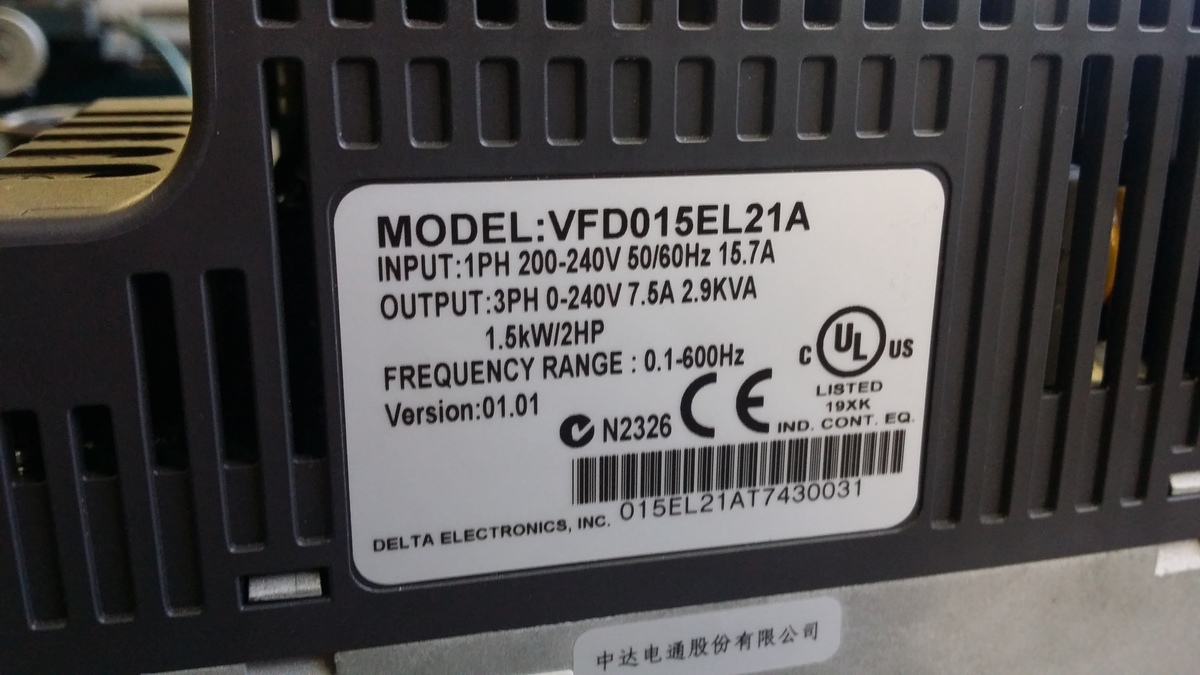 MODEL:VFD015EL21A
INPUT:1PH 200-240V 50/60Hz 15.7A
OUTPUT:3PH 0-240V 7.5A 2.9KVA
1.5kW/2HP
FREQUENCY RANGE : 0.1-600Hz
Version:01.01
N2326
CE
C UL US
LISTED
19XK
IND. CONT. EQ.
015EL21AT7430031
DELTA ELECTRONICS, INC.
中达电通股份有限公司